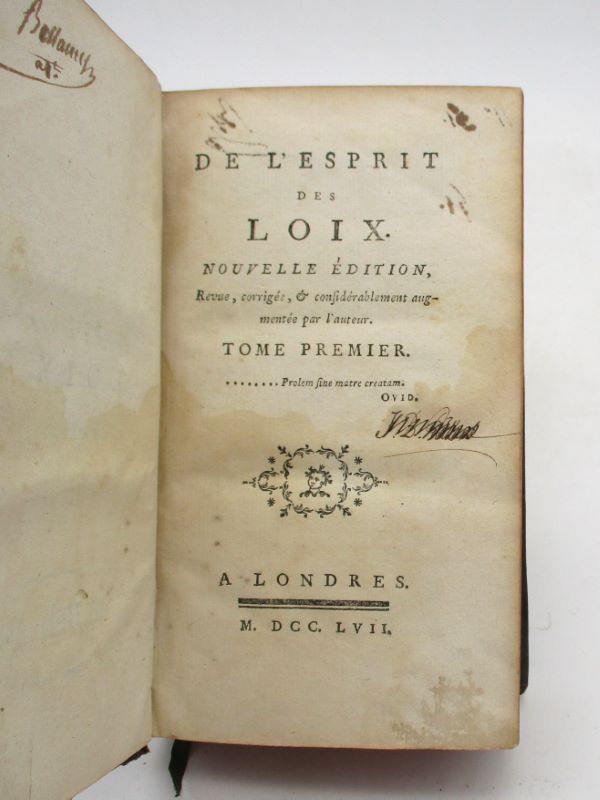 DE L'ESPRIT
DES
LOIX.
NOUVELLE ÉDITION,
Revue, corrigée, & considérablement aug-
mentée par l'auteur.
TOME PREMIER.
........ Prolem sine matre creatam.
OVID.
A LONDRES.
M. DCC. LVII.